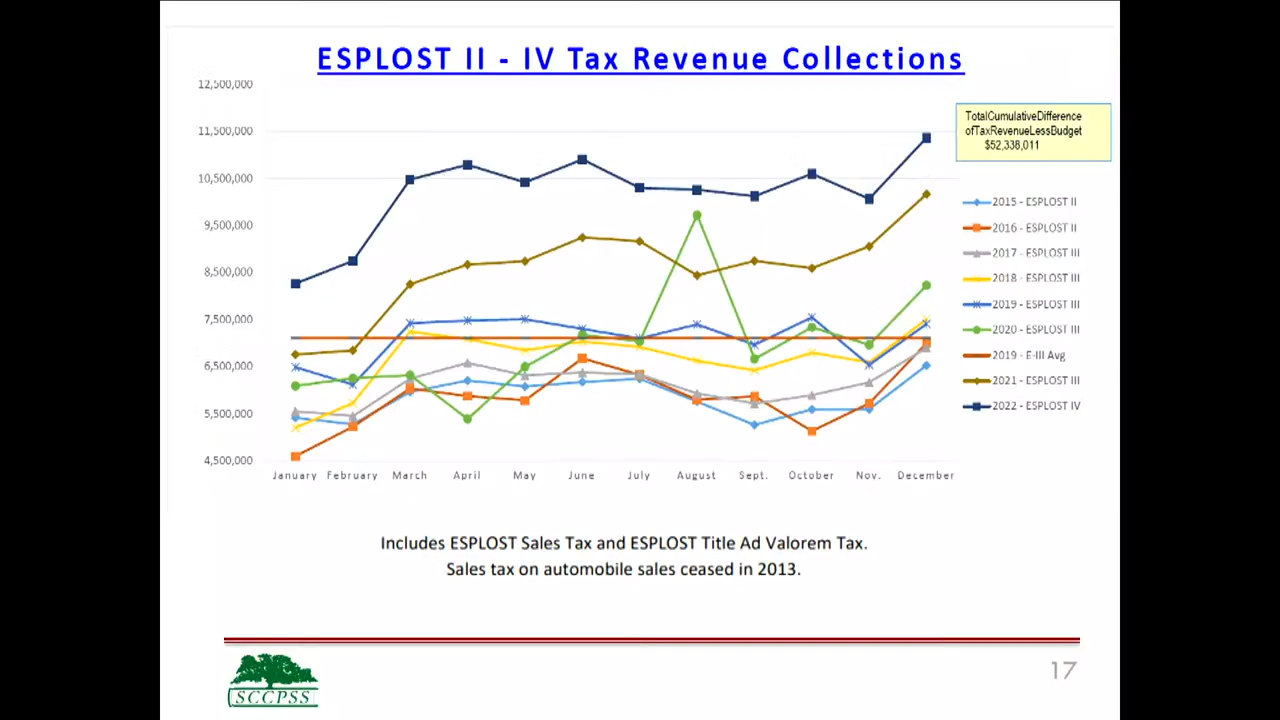 ESPLOST II - IV Tax Revenue Collections
12,500,000
11,500,000
10,500,000
9,500,000
8,500,000
7,500,000
6,500,000
5,500,000
4,500,000
January February March April May June July August Sept. October Nov. December
TotalCumulativeDifference
ofTaxRevenueLessBudget
$52,338,011
2015 - ESPLOST II
2016 - ESPLOST II
2017 - ESPLOST III
2018 - ESPLOST III
2019 - ESPLOST III
2020 - ESPLOST III
2019 - E-III Avg
2021 - ESPLOST III
2022 - ESPLOST IV
Includes ESPLOST Sales Tax and ESPLOST Title Ad Valorem Tax.
Sales tax on automobile sales ceased in 2013.
SCCPSS
17